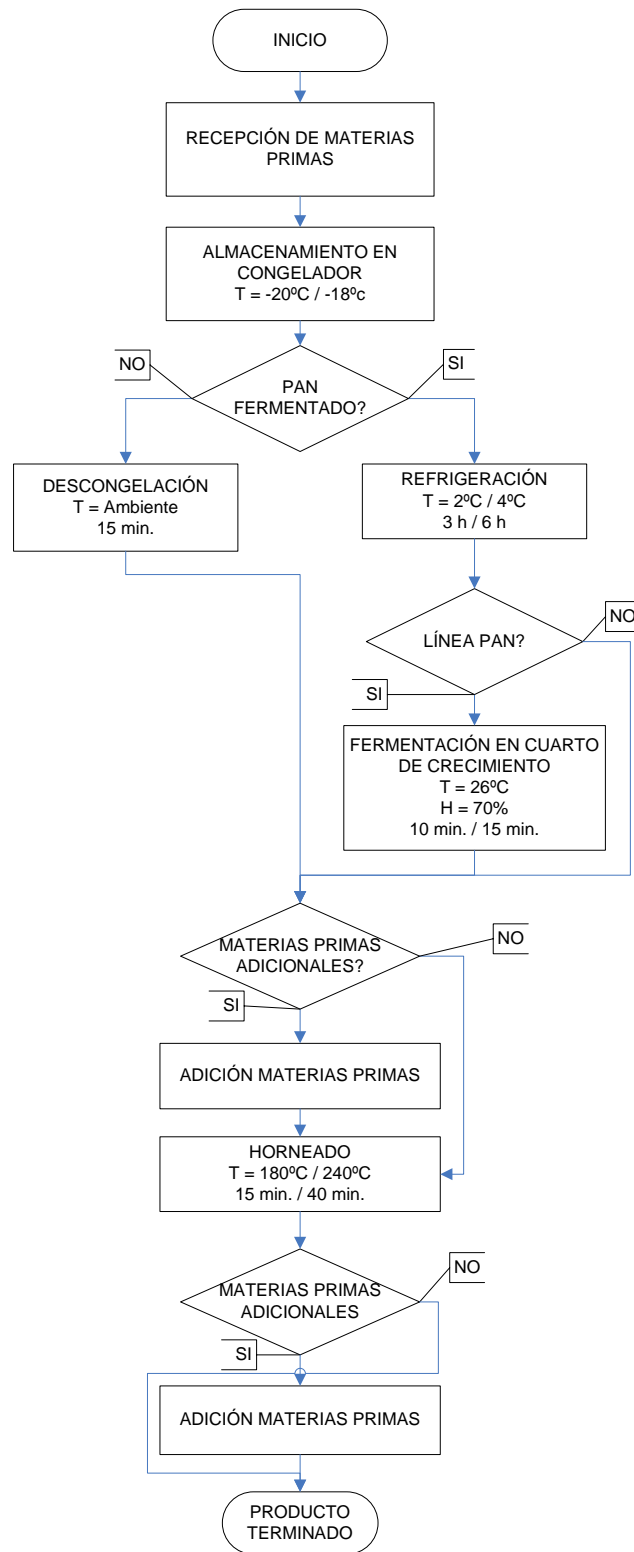 INICIO
RECEPCIÓN DE MATERIAS
PRIMAS
ALMACENAMIENTO EN
CONGELADOR
T = -20ºC / -18ºc
NO
SI
PAN
FERMENTADO?
DESCONGELACIÓN
T = Ambiente
15 min.
REFRIGERACIÓN
T = 2ºC / 4ºC
3 h / 6 h
NO
LÍNEA PAN?
SI
FERMENTACIÓN EN CUARTO
DE CRECIMIENTO
T = 26ºC
H = 70%
10 min. / 15 min.
NO
MATERIAS PRIMAS
ADICIONALES?
SI
ADICIÓN MATERIAS PRIMAS
HORNEADO
T = 180ºC / 240ºC
15 min. / 40 min.
NO
MATERIAS PRIMAS
ADICIONALES
SI
ADICIÓN MATERIAS PRIMAS
PRODUCTO
TERMINADO